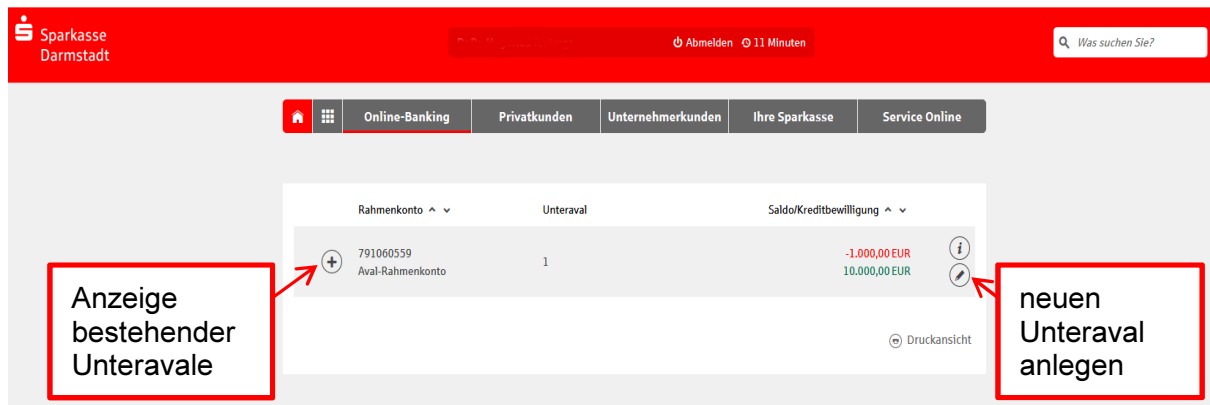 Sparkasse
Darmstadt
Abmelden 11 Minuten
Was suchen Sie?
Online-Banking Privatkunden Unternehmerkunden Ihre Sparkasse Service Online
Rahmenkonto Unteraval Saldo/Kreditbewilligung
791060559 1 -1.000,00 EUR
Aval-Rahmenkonto 10.000,00 EUR
Druckansicht
Anzeige
bestehender
Unteravale
neuen
Unteraval
anlegen